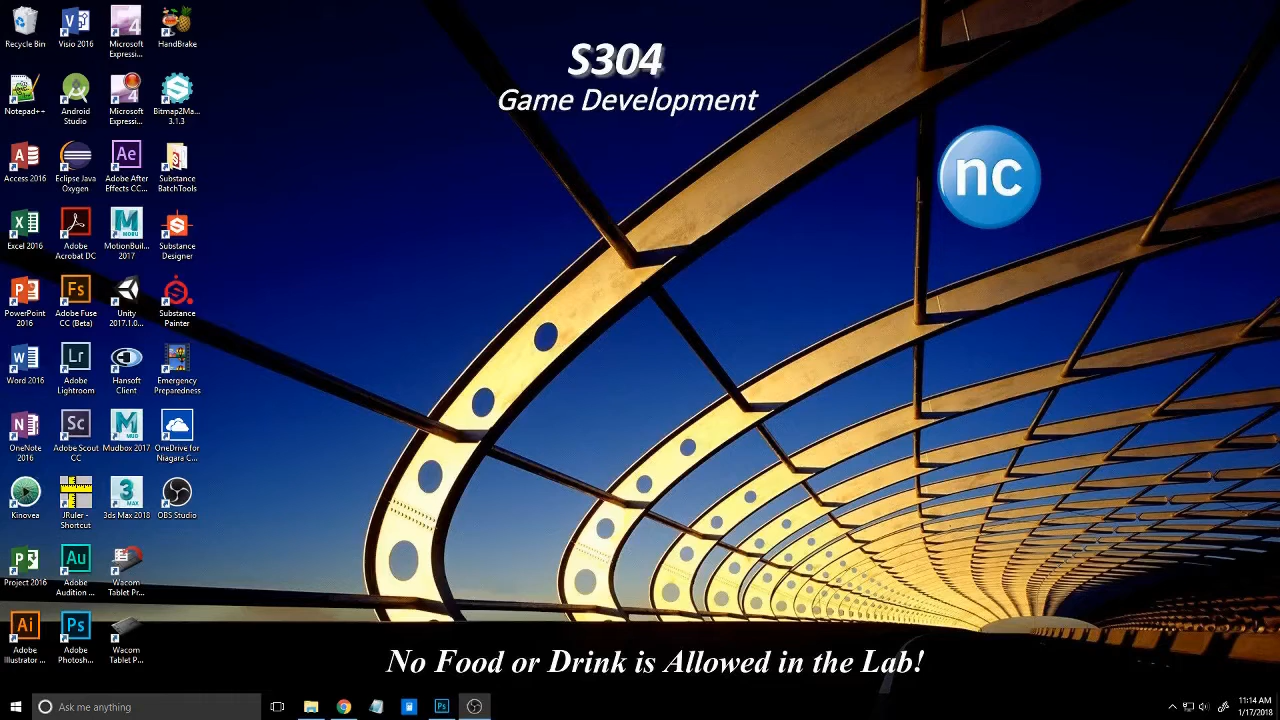 S304
Game Development
nc
Recycle Bin
Visio 2016
Microsoft
Expressi...
HandBrake
Notepad++
Android
Studio
Microsoft
Expressi...
Bitmap2Ma...
3.1.3
Access 2016
Eclipse Java
Oxygen
Adobe After
Effects CC...
Substance
BatchTools
Excel 2016
Adobe
Acrobat DC
MotionBuil...
2017
Substance
Designer
PowerPoint
2016
Adobe Fuse
CC (Beta)
Unity
2017.1.0...
Substance
Painter
Word 2016
Adobe
Lightroom
Hansoft
Client
Emergency
Preparedness
OneNote
2016
Adobe Scout
CC
Mudbox 2017
OneDrive for
Niagara C...
Kinovea
JRuler -
Shortcut
3ds Max 2018
OBS Studio
Project 2016
Adobe
Audition ...
Wacom
Tablet Pr...
Adobe
Illustrator ...
Adobe
Photosh...
Wacom
Tablet P...
No Food or Drink is Allowed in the Lab!
Ask me anything
11:14 AM
1/17/2018